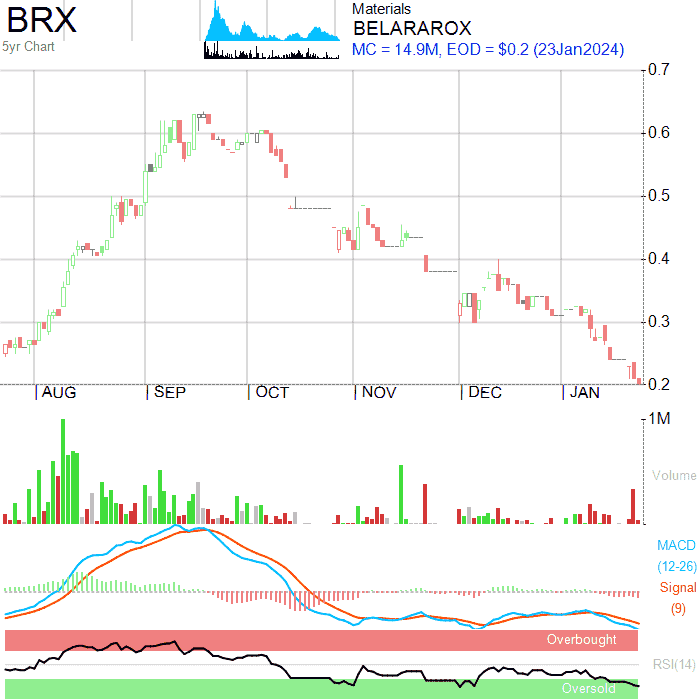 BRX
5yr Chart
Materials
BELARAROX
MC = 14.9M, EOD = $0.2 (23Jan2024)
0.7
0.6
0.5
0.4
0.3
0.2
AUG SEP OCT NOV DEC JAN
1M
Volume
MACD
(12-26)
Signal
(9)
Overbought
RSI(14)
Oversold